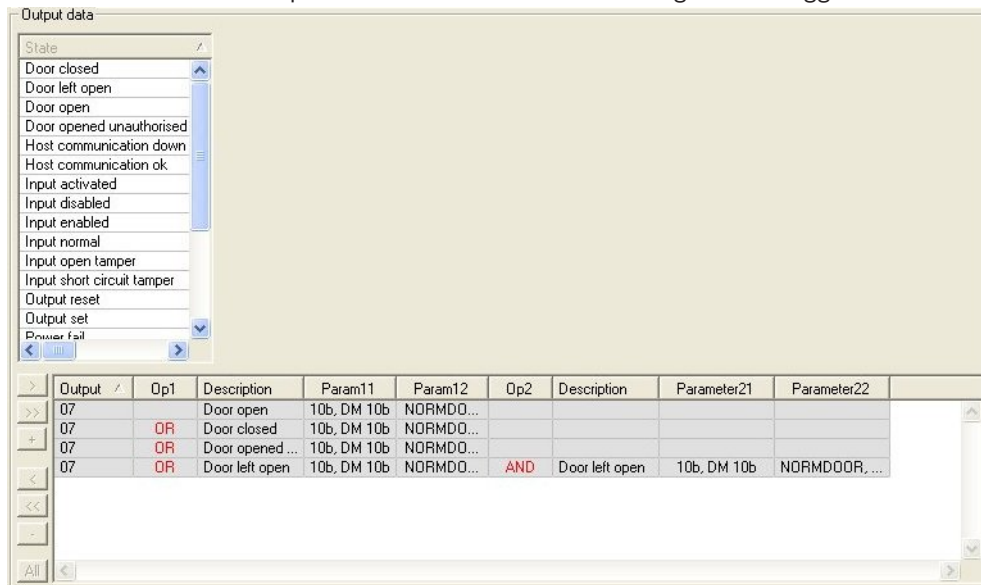 Output data
State
Door closed
Door left open
Door open
Door opened unauthorised
Host communication down
Host communication ok
Input activated
Input disabled
Input enabled
Input normal
Input open tamper
Input short circuit tamper
Output reset
Output set
Power fail
> Output Op1 Description Param11 Param12 Op2 Description Parameter21 Parameter22
>> 07 Door open 10b, DM 10b NORMDO...
07 OR Door closed 10b, DM 10b NORMDO...
+ 07 OR Door opened ... 10b, DM 10b NORMDO...
07 OR Door left open 10b, DM 10b NORMDO... AND Door left open 10b, DM 10b NORMDOOR, ...
<
<<
-
All